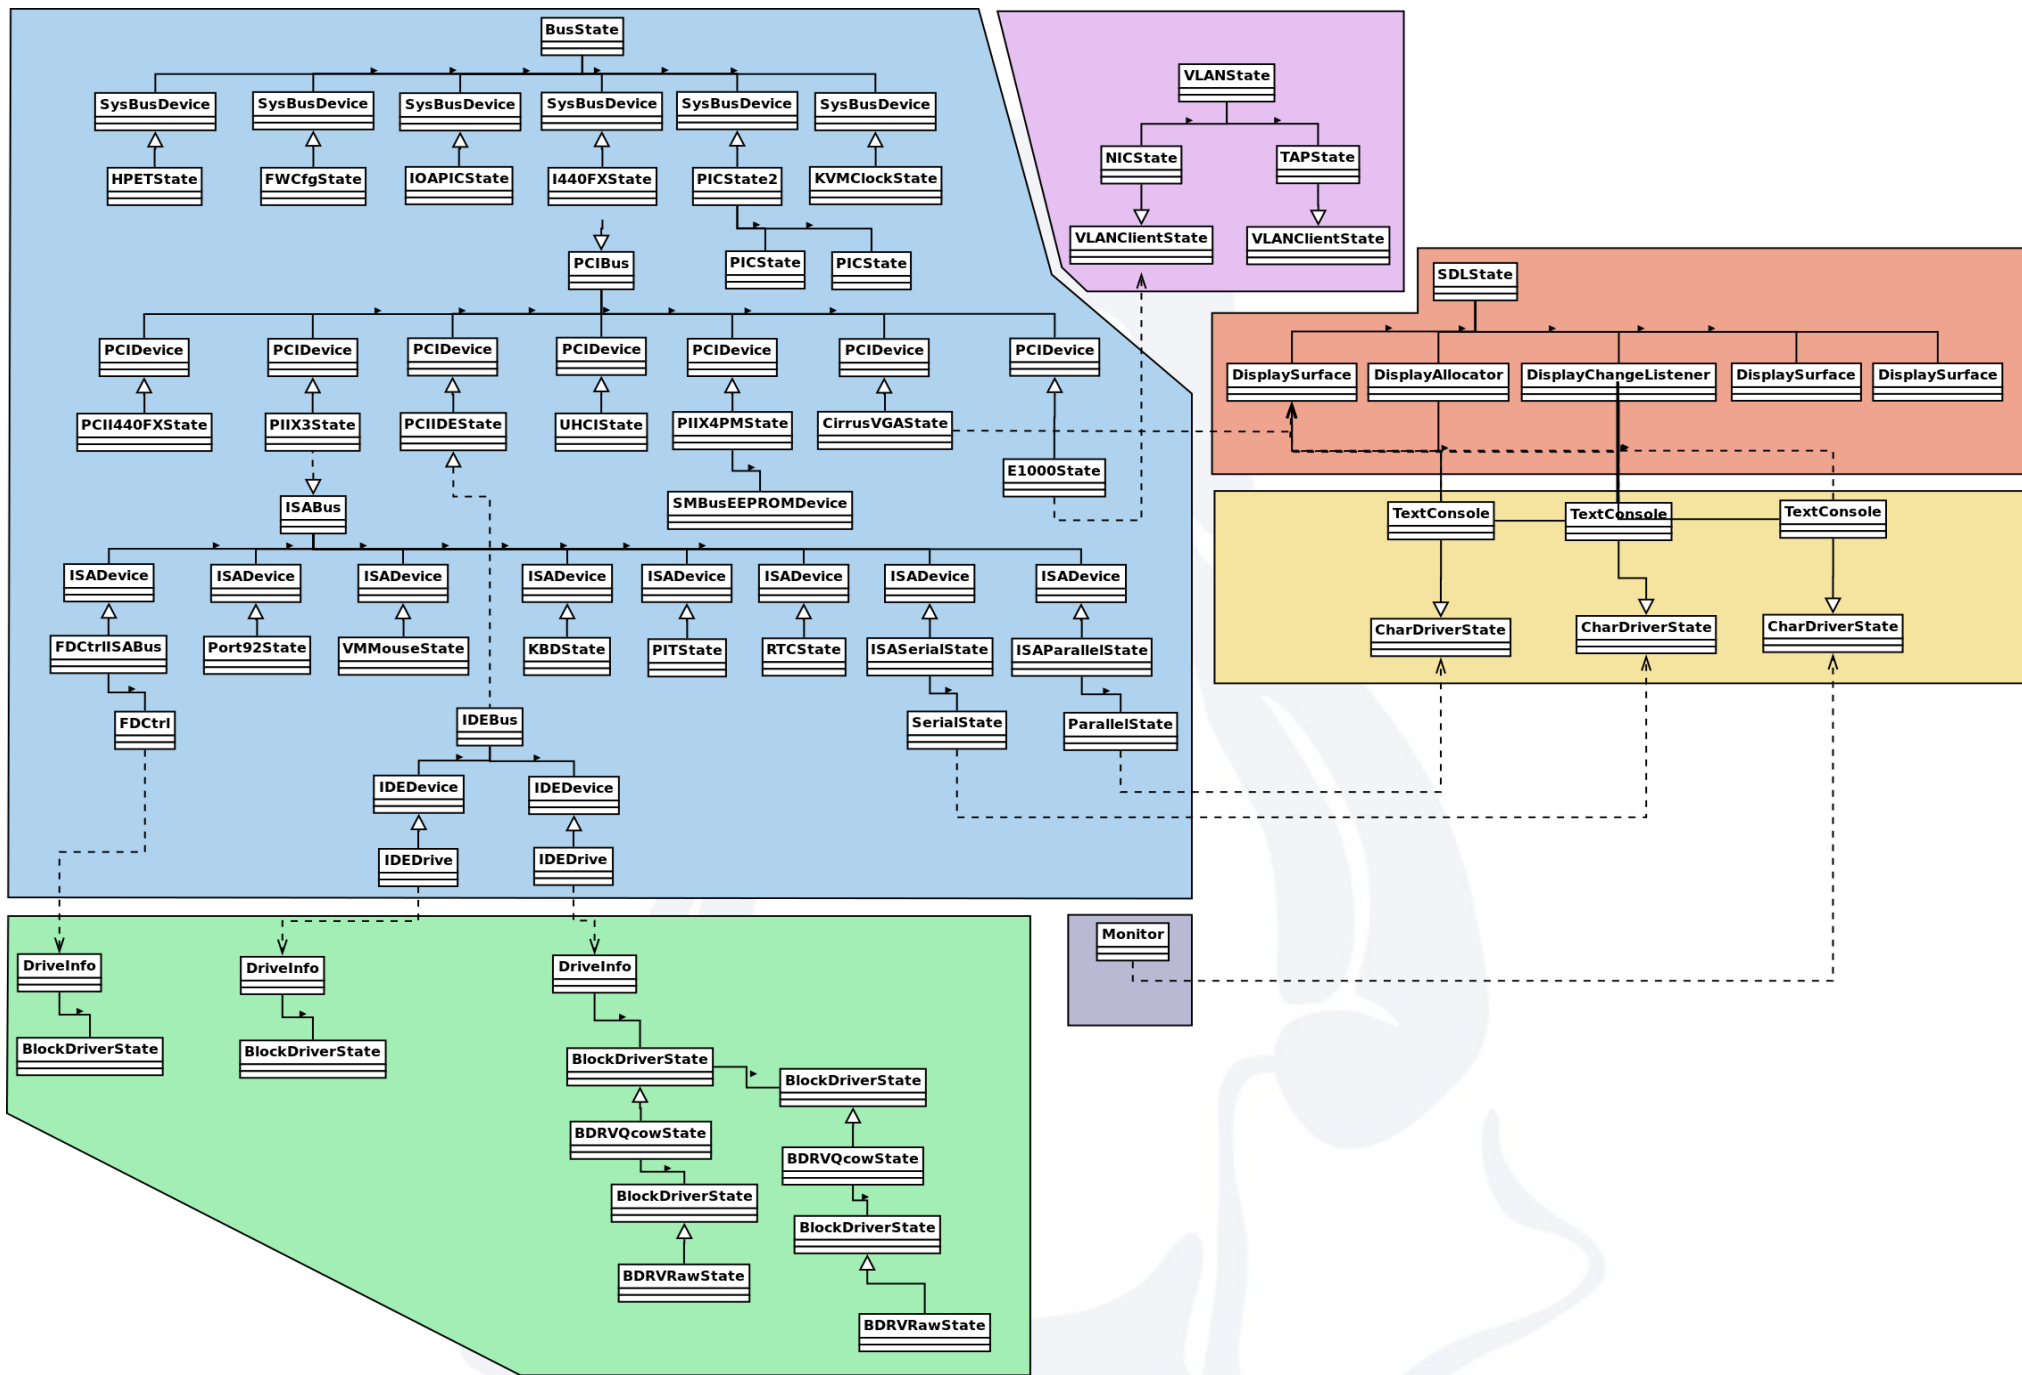 BusState
SysBusDevice
SysBusDevice
SysBusDevice
SysBusDevice
SysBusDevice
SysBusDevice
HPETState
FWCfgState
IOAPICState
I440FXState
PICState2
KVMClockState
PCIBus
PICState
PICState
PCIDevice
PCIDevice
PCIDevice
PCIDevice
PCIDevice
PCIDevice
PCIDevice
PCII440FXState
PIIX3State
PCIIDEState
UHCIState
PIIX4PMState
CirrusVGAState
E1000State
SMBusEEPROMDevice
ISABus
ISADevice
ISADevice
ISADevice
ISADevice
ISADevice
ISADevice
ISADevice
ISADevice
FDCtrlISABus
Port92State
VMMouseState
KBDState
PITState
RTCState
ISASerialState
ISAParallelState
FDCtrl
IDEBus
SerialState
ParallelState
IDEDevice
IDEDevice
IDEDrive
IDEDrive
VLANState
NICState
TAPState
VLANClientState
VLANClientState
SDLState
DisplaySurface
DisplayAllocator
DisplayChangeListener
DisplaySurface
DisplaySurface
TextConsole
TextConsole
TextConsole
CharDriverState
CharDriverState
CharDriverState
Monitor
DriveInfo
DriveInfo
DriveInfo
BlockDriverState
BlockDriverState
BlockDriverState
BlockDriverState
BDRVQcowState
BDRVQcowState
BlockDriverState
BlockDriverState
BDRVRawState
BDRVRawState